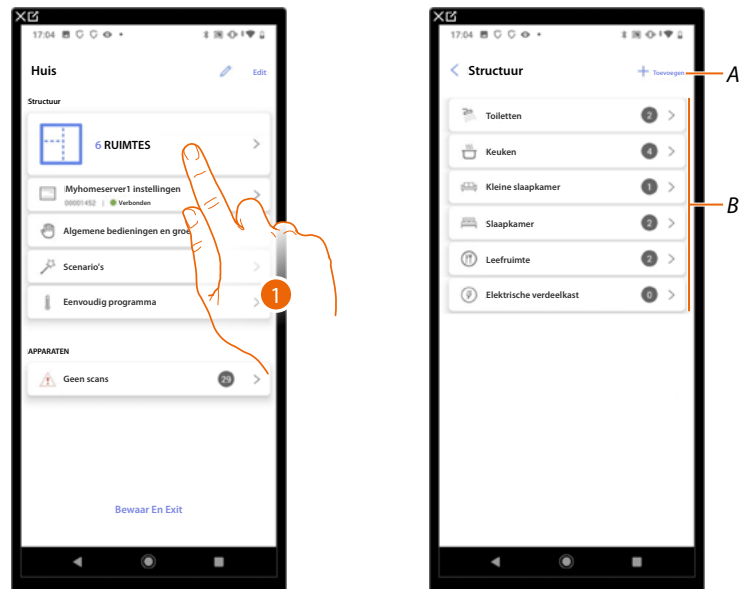 17:04
Huis
Edit
Structuur
6 RUIMTES
Myhomeserver1 instellingen
00001452 | Verbonden
Algemene bedieningen en groe
Scenario's
Eenvoudig programma
1
APPARATEN
Geen scans
29
Bewaar En Exit
17:04
Structuur
Toevoegen
A
Toiletten
2
Keuken
4
Kleine slaapkamer
1
B
Slaapkamer
2
Leefruimte
2
Elektrische verdeelkast
0